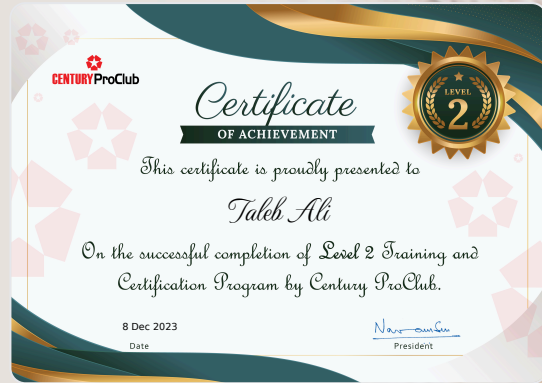 CENTURY ProClub
Certificate
OF ACHIEVEMENT
LEVEL
2
This certificate is proudly presented to
Taleb Ali
On the successful completion of Level 2 Training and
Certification Program by Century ProClub.
8 Dec 2023
Date
President